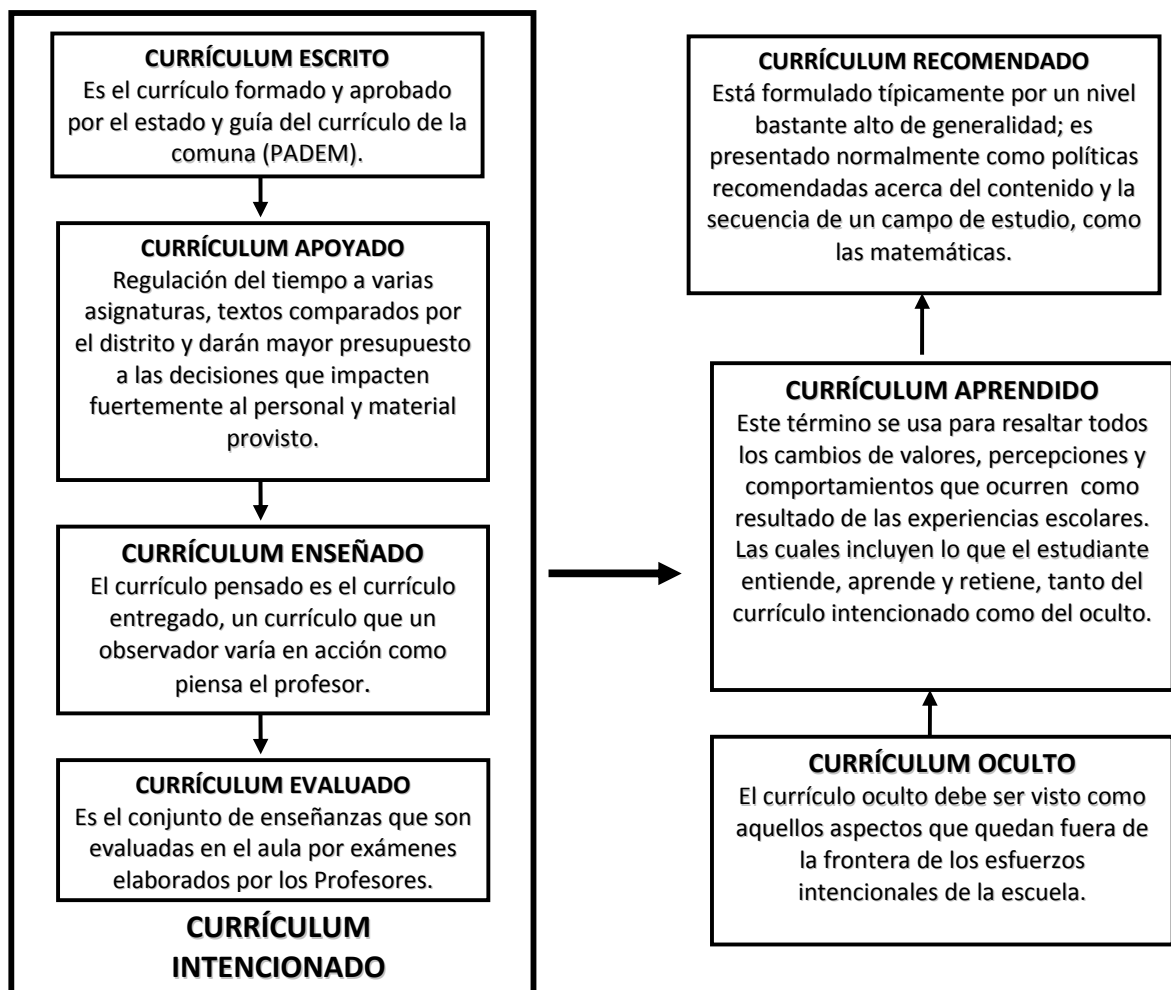 CURRÍCULUM ESCRITO
Es el currículo formado y aprobado
por el estado y guía del currículo de la
comuna (PADEM).
CURRÍCULUM APOYADO
Regulación del tiempo a varias
asignaturas, textos comparados por
el distrito y darán mayor presupuesto
a las decisiones que impacten
fuertemente al personal y material
provisto.
CURRÍCULUM ENSEÑADO
El currículo pensado es el currículo
entregado, un currículo que un
observador varía en acción como
piensa el profesor.
CURRÍCULUM EVALUADO
Es el conjunto de enseñanzas que son
evaluadas en el aula por exámenes
elaborados por los Profesores.
CURRÍCULUM
INTENCIONADO
CURRÍCULUM RECOMENDADO
Está formulado típicamente por un nivel
bastante alto de generalidad; es
presentado normalmente como políticas
recomendadas acerca del contenido y la
secuencia de un campo de estudio, como
las matemáticas.
CURRÍCULUM APRENDIDO
Este término se usa para resaltar todos
los cambios de valores, percepciones y
comportamientos que ocurren como
resultado de las experiencias escolares.
Las cuales incluyen lo que el estudiante
entiende, aprende y retiene, tanto del
currículo intencionado como del oculto.
CURRÍCULUM OCULTO
El currículo oculto debe ser visto como
aquellos aspectos que quedan fuera de
la frontera de los esfuerzos
intencionales de la escuela.